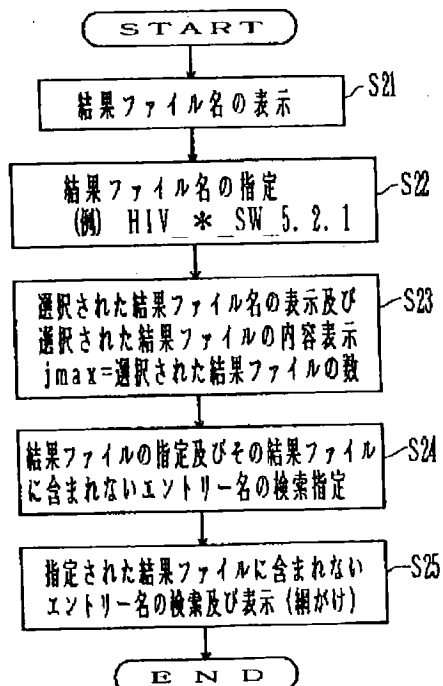 START
結果ファイル名の表示
S21
結果ファイル名の指定
(例) HIV_*_SW_5.2.1
S22
選択された結果ファイル名の表示及び
選択された結果ファイルの内容表示
jmax=選択された結果ファイルの数
S23
結果ファイルの指定及びその結果ファイル
に含まれないエントリー名の検索指定
S24
指定された結果ファイルに含まれない
エントリー名の検索及び表示(網がけ)
S25
END